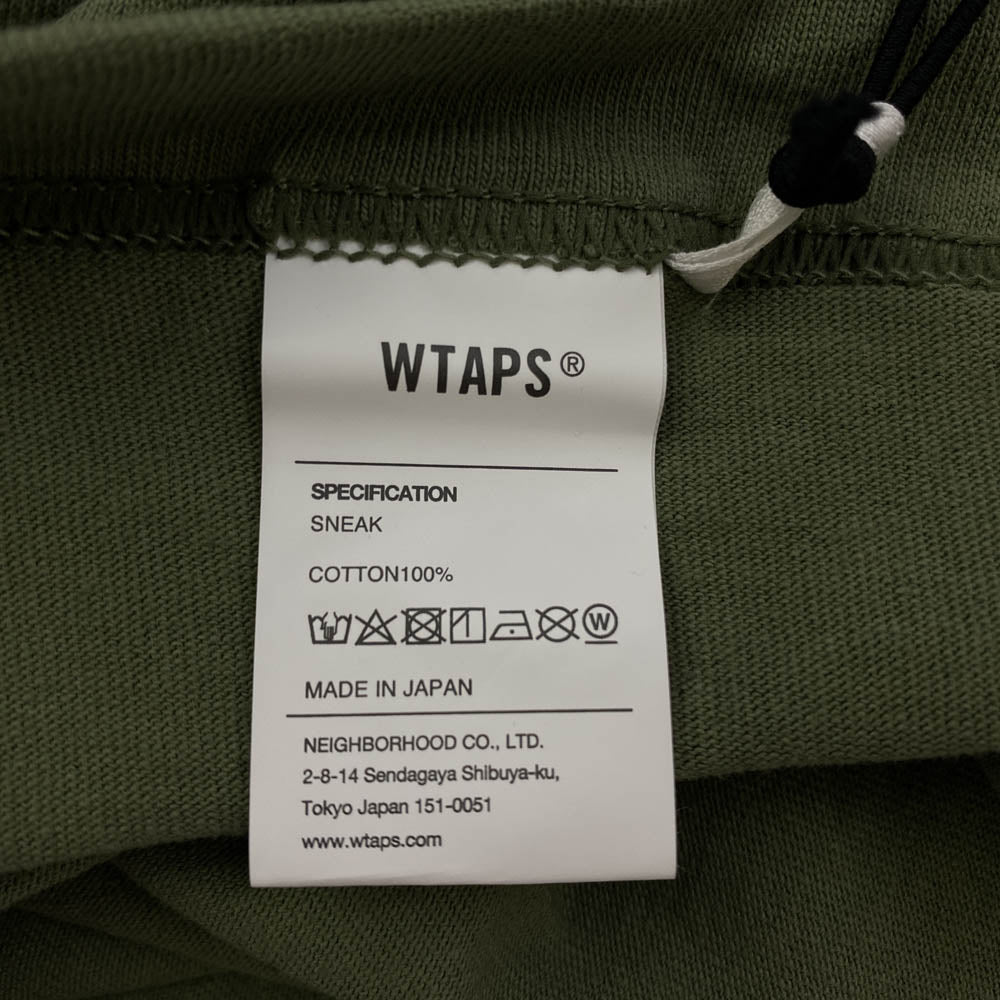 WTAPS®
SPECIFICATION
SNEAK
COTTON100%
W
MADE IN JAPAN
NEIGHBORHOOD CO., LTD.
2-8-14 Sendagaya Shibuya-ku,
Tokyo Japan 151-0051
www.wtaps.com